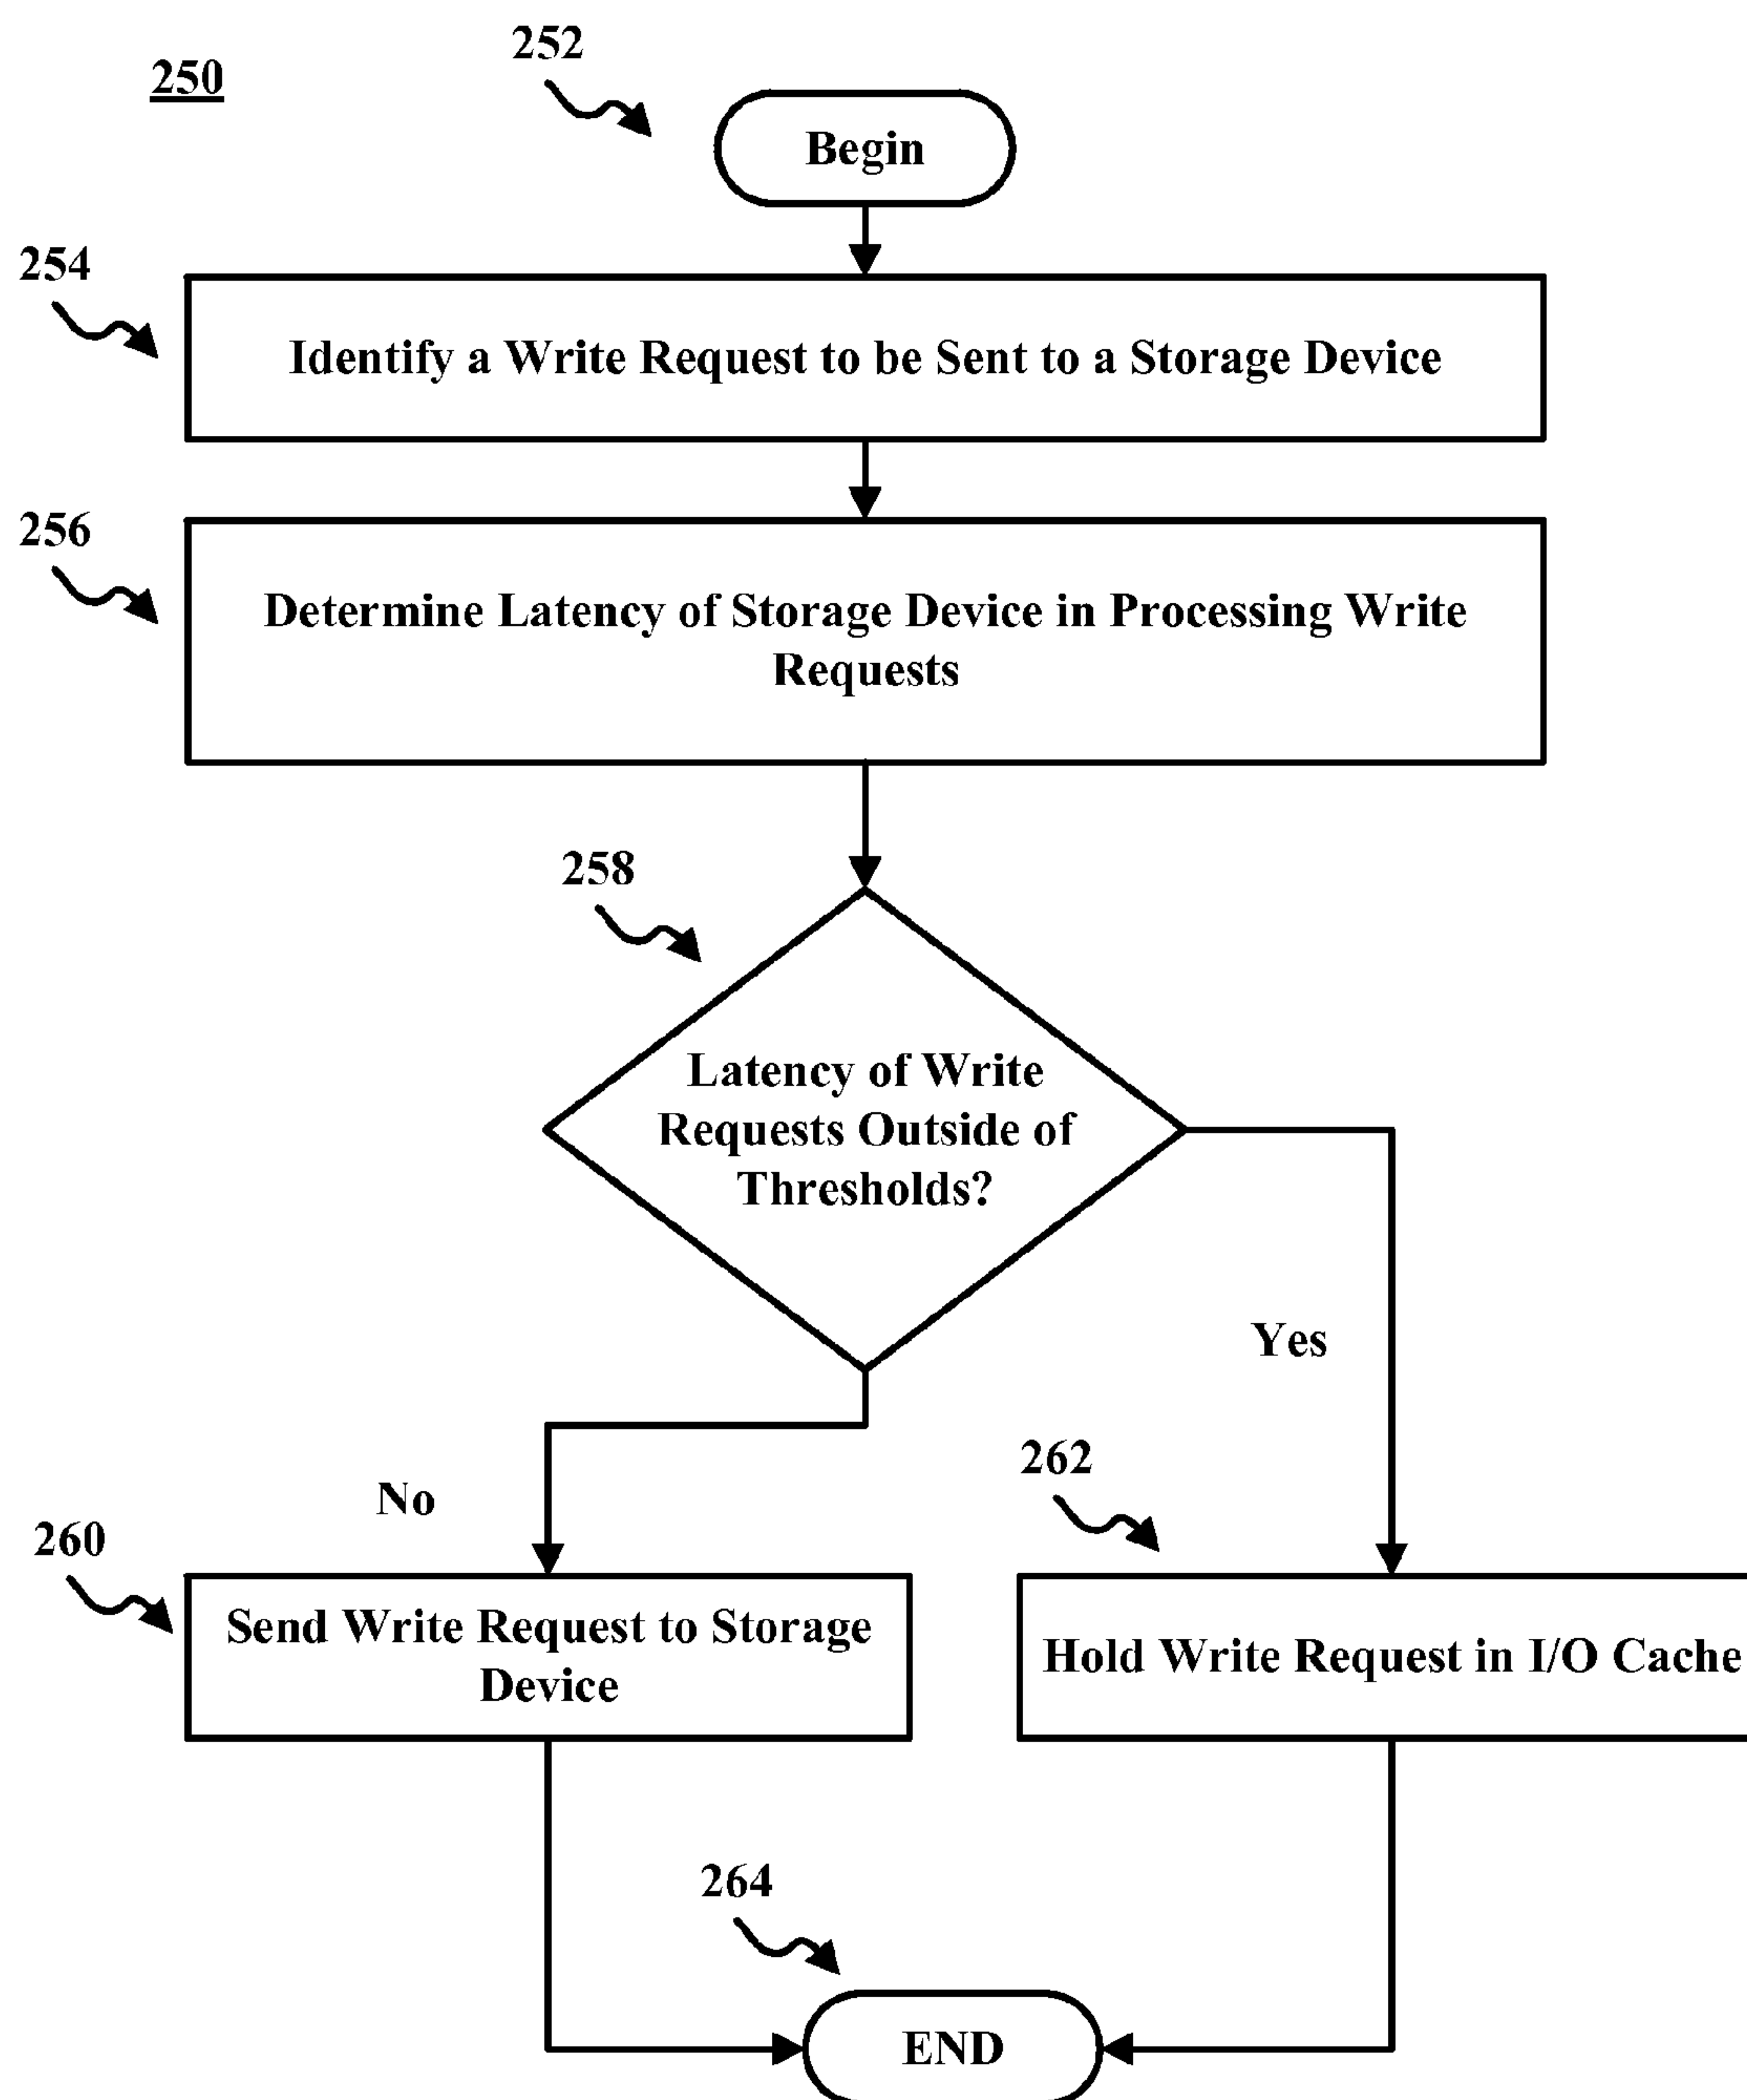 250
252
Begin
254
Identify a Write Request to be Sent to a Storage Device
256
Determine Latency of Storage Device in Processing Write
Requests
258
Latency of Write
Requests Outside of
Thresholds?
Yes
No
262
260
Send Write Request to Storage
Device
Hold Write Request in I/O Cache
264
END